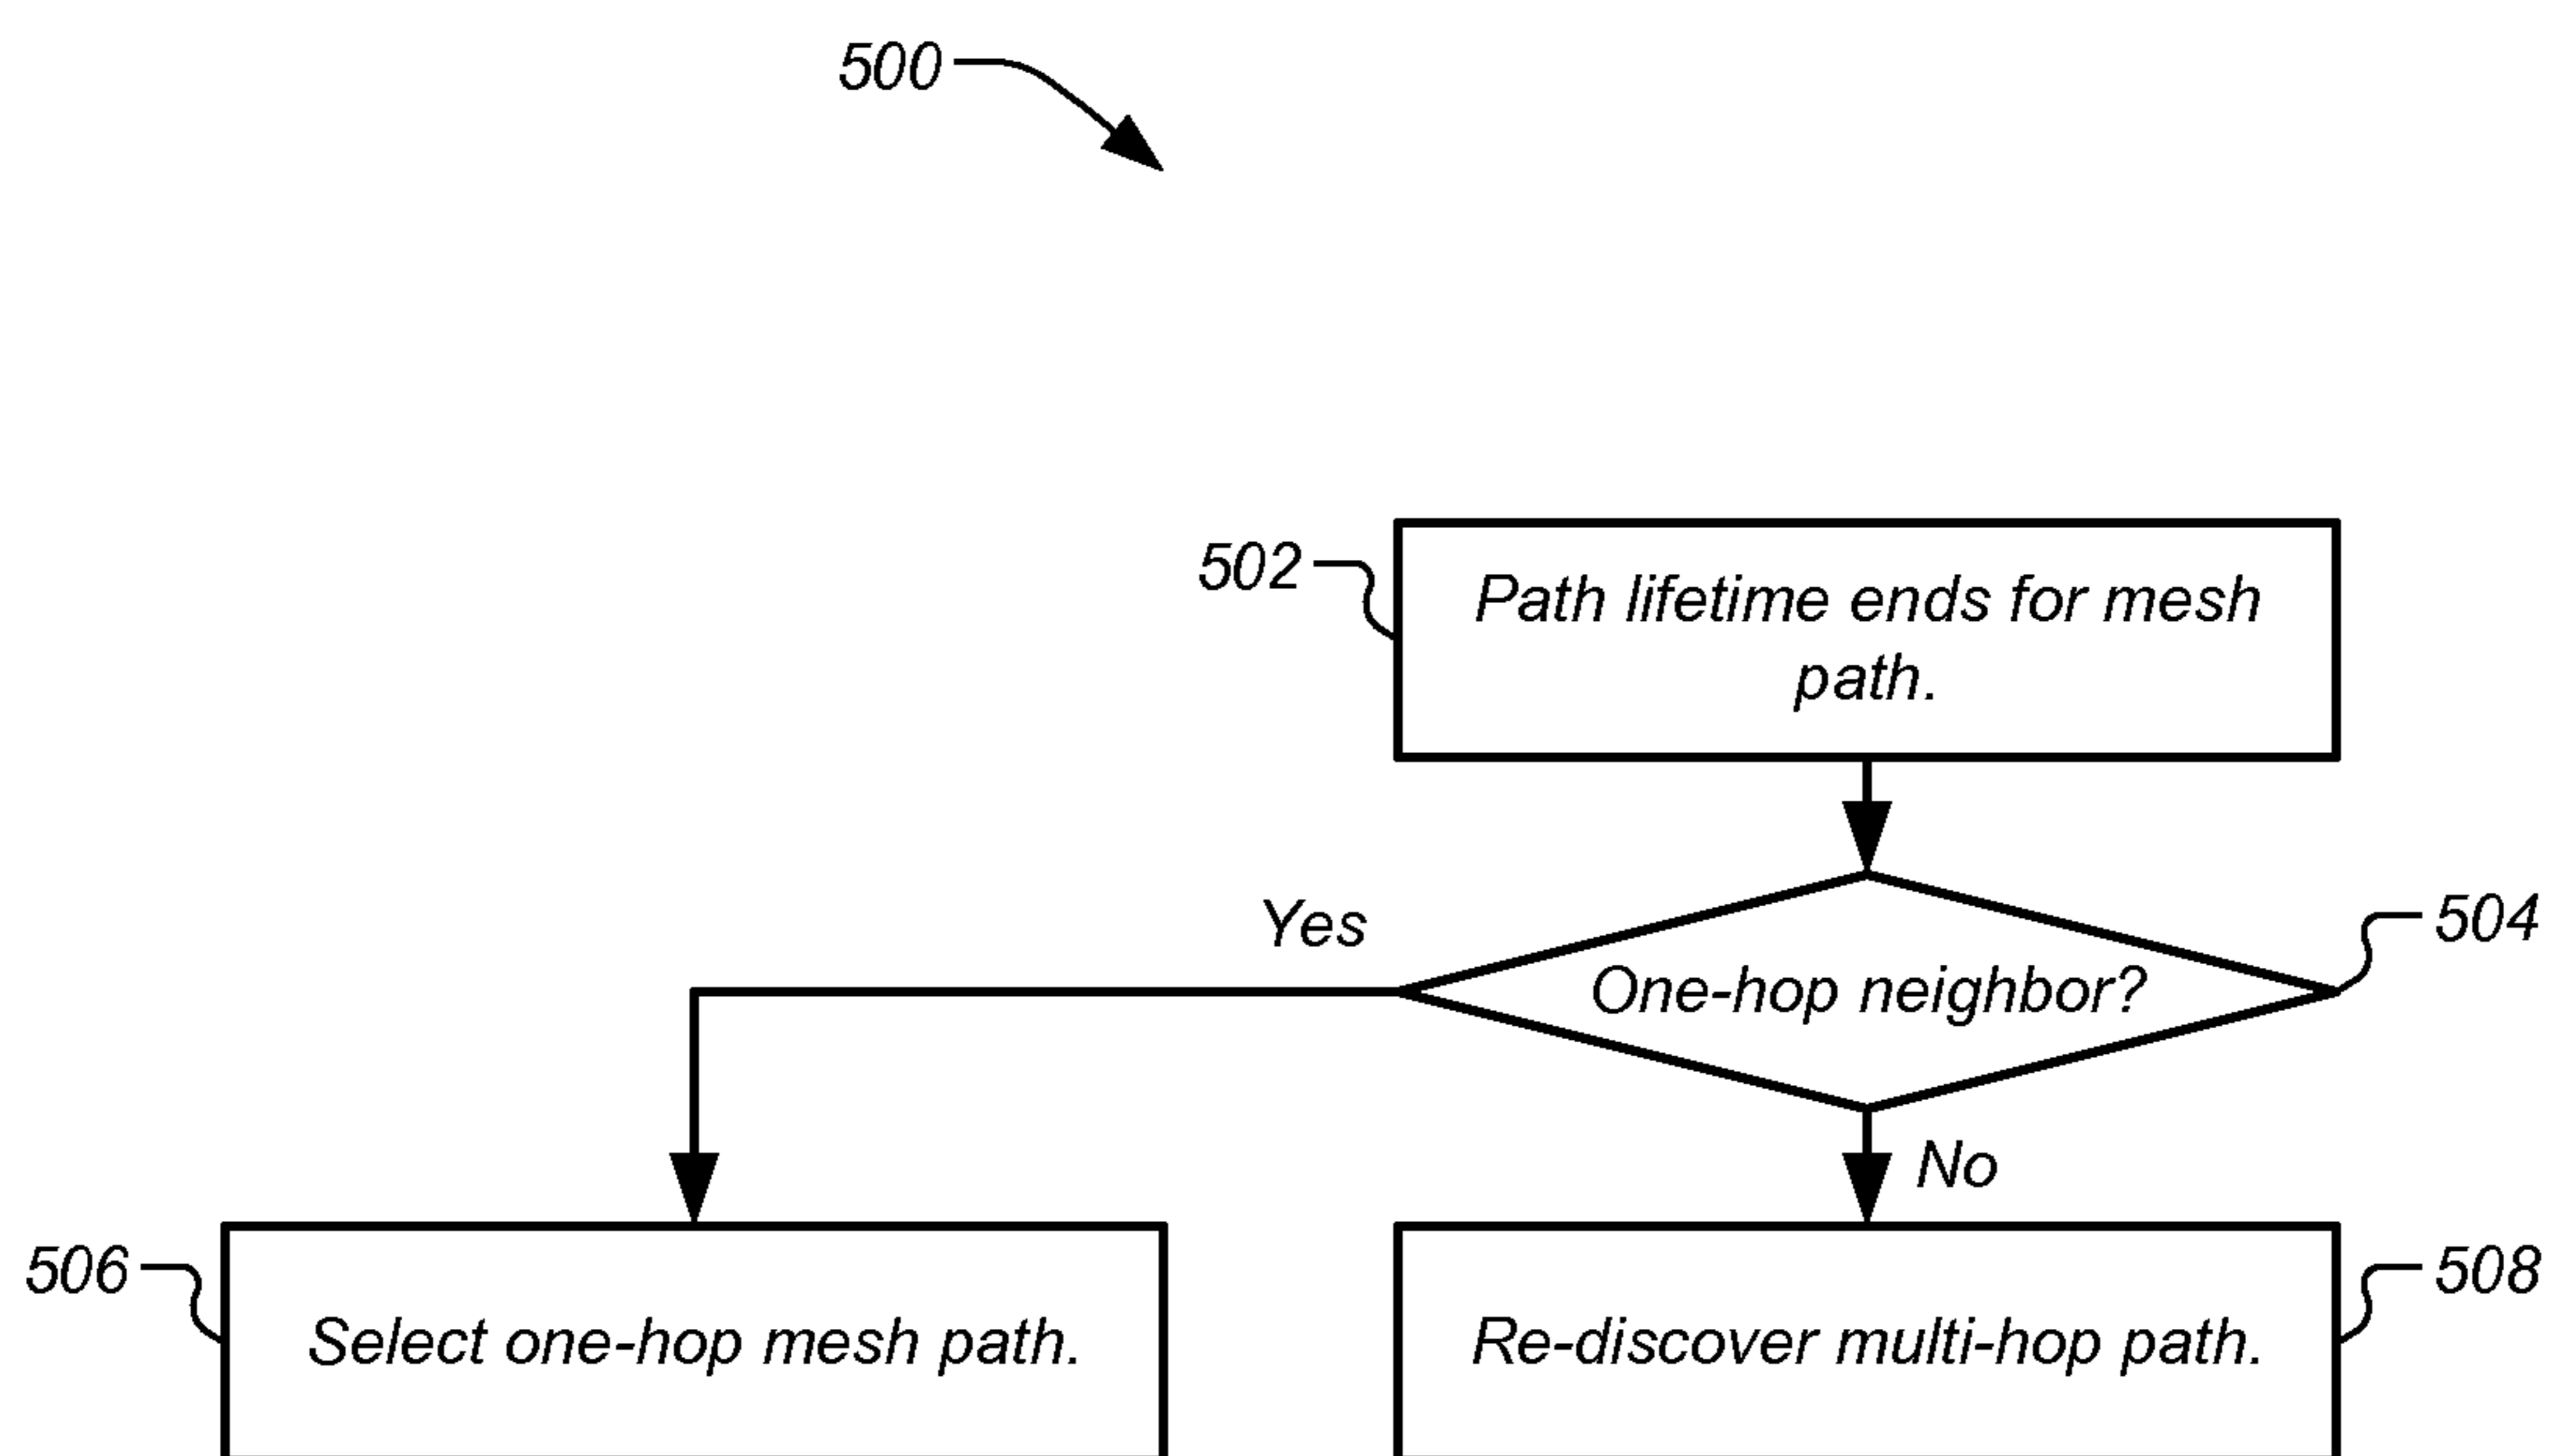 500
502
Path lifetime ends for mesh
path.
Yes
One-hop neighbor?
504
No
506
Select one-hop mesh path.
Re-discover multi-hop path.
508